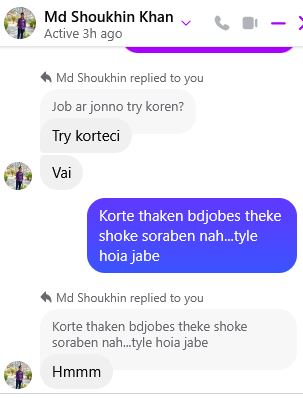 Md Shoukhin Khan
Active 3h ago
Md Shoukhin replied to you
Job ar jonno try koren?
Try korteci
Vai
Korte thaken bdjobes theke
shoke soraben nah...tyle
hoia jabe
Md Shoukhin replied to you
Korte thaken bdjobes theke shoke
soraben nah...tyle hoia jabe
Hmmm